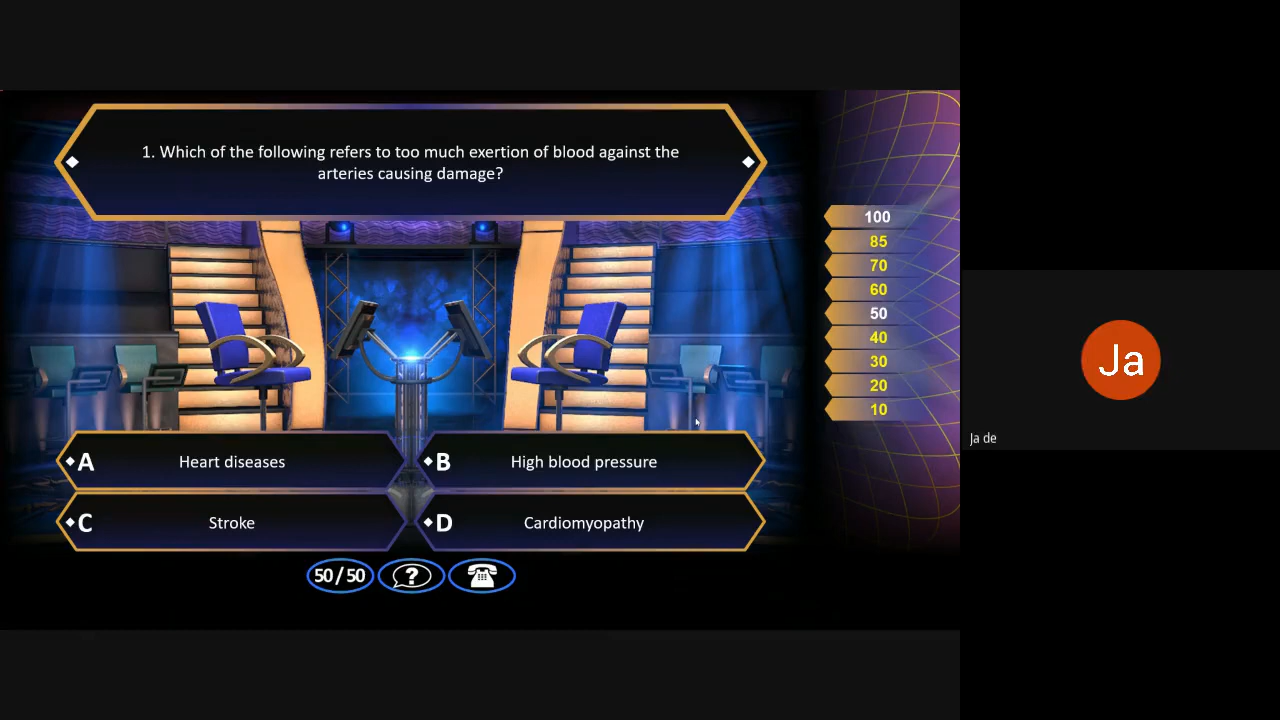 1. Which of the following refers to too much exertion of blood against the
arteries causing damage?
100
85
70
60
50
40
30
20
10
A Heart diseases
B High blood pressure
C Stroke
D Cardiomyopathy
50/50
?
Ja
Ja de